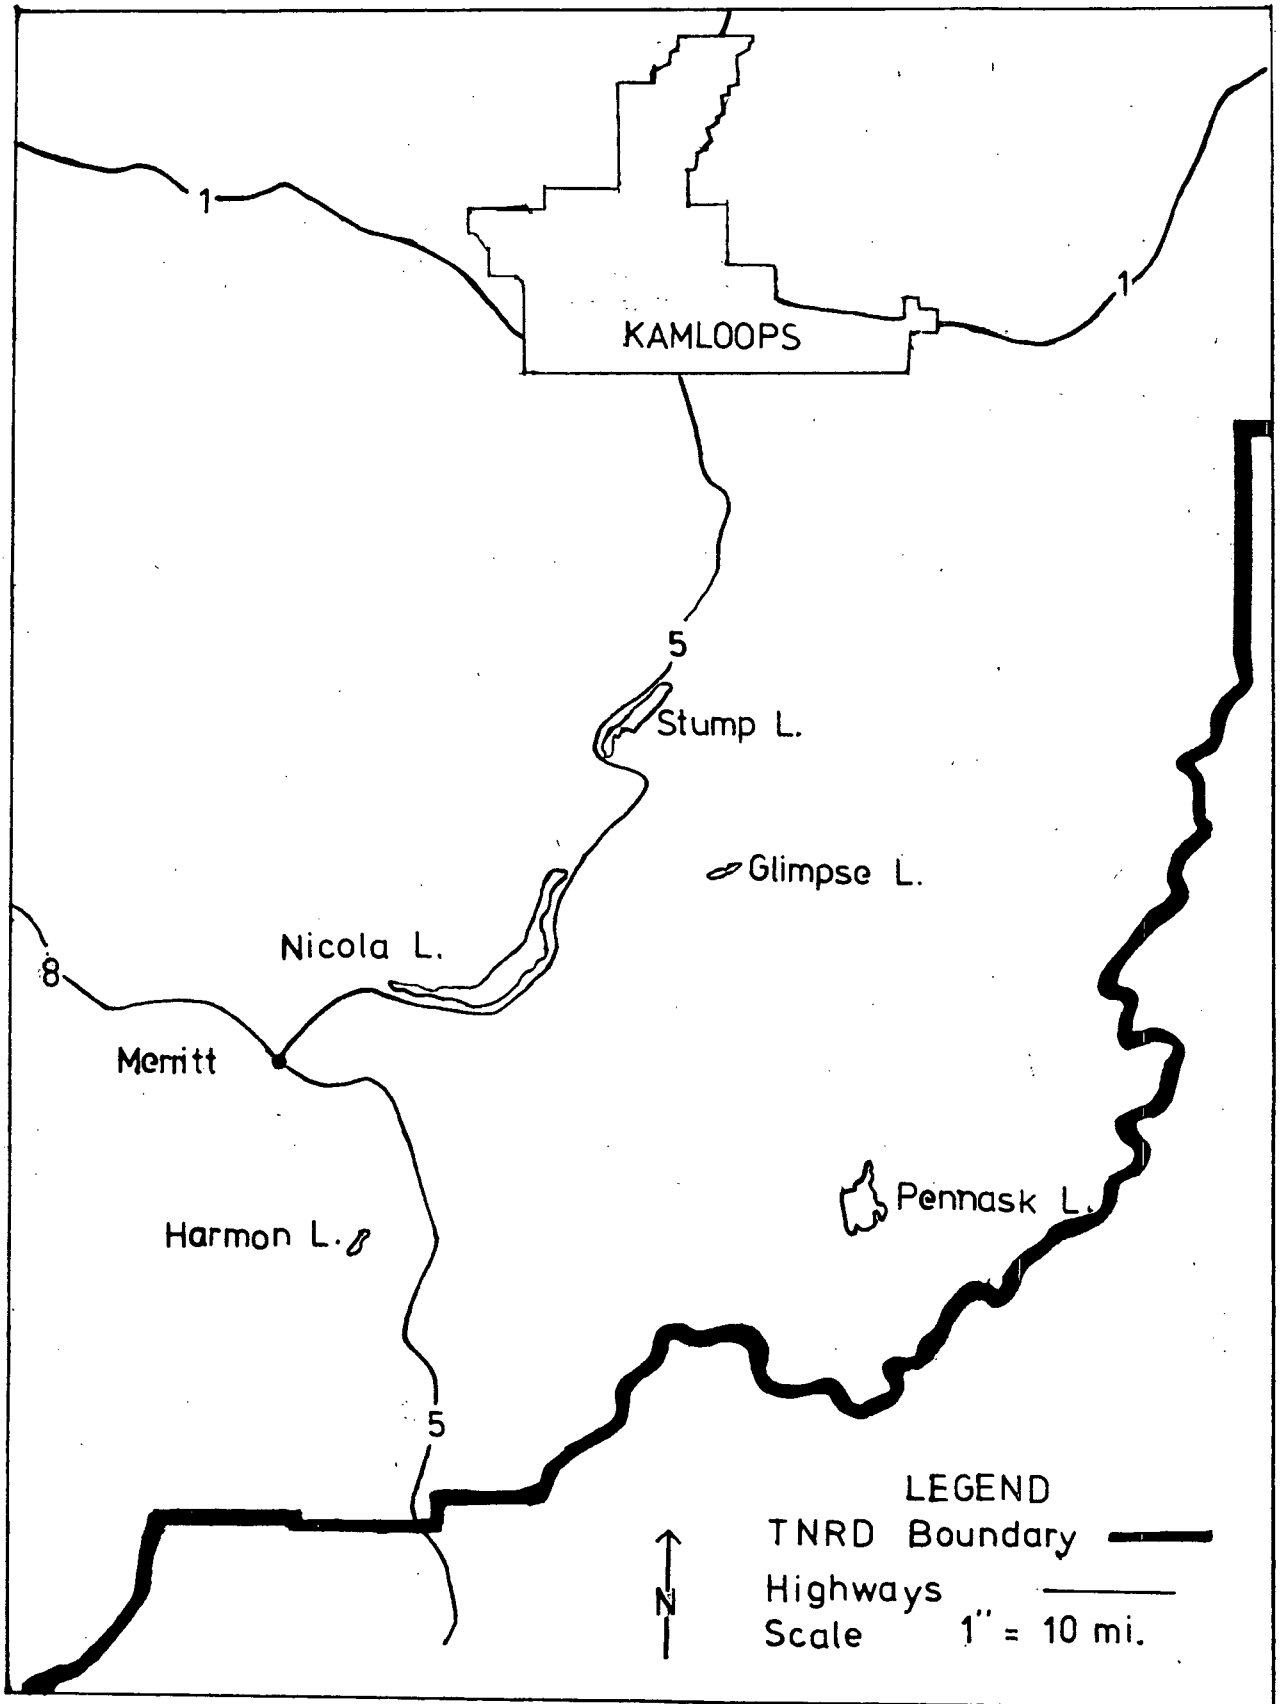 1
1
KAMLOOPS
5
Stump L.
Glimpse L.
Nicola L.
8
Merritt
Pennask L.
Harmon L.
5
LEGEND
TNRD Boundary
Highways
Scale 1" = 10 mi.
N